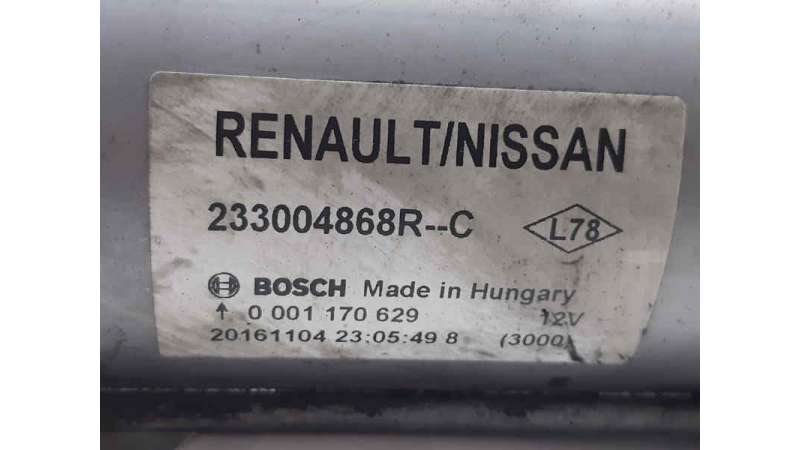 RENAULT/NISSAN
233004868R--C L78
BOSCH Made in Hungary
↑ 0 001 170 629 12V
20161104 23:05:49 8 (3000)